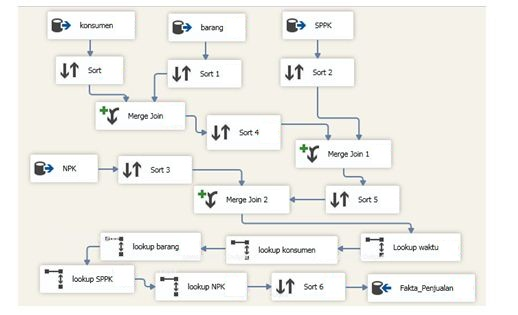 konsumen
barang
SPPK
Sort
Sort 1
Sort 2
Merge Join
Sort 4
Merge Join 1
NPK
Sort 3
Merge Join 2
Sort 5
lookup barang
lookup konsumen
Lookup waktu
lookup SPPK
lookup NPK
Sort 6
Fakta_Penjualan